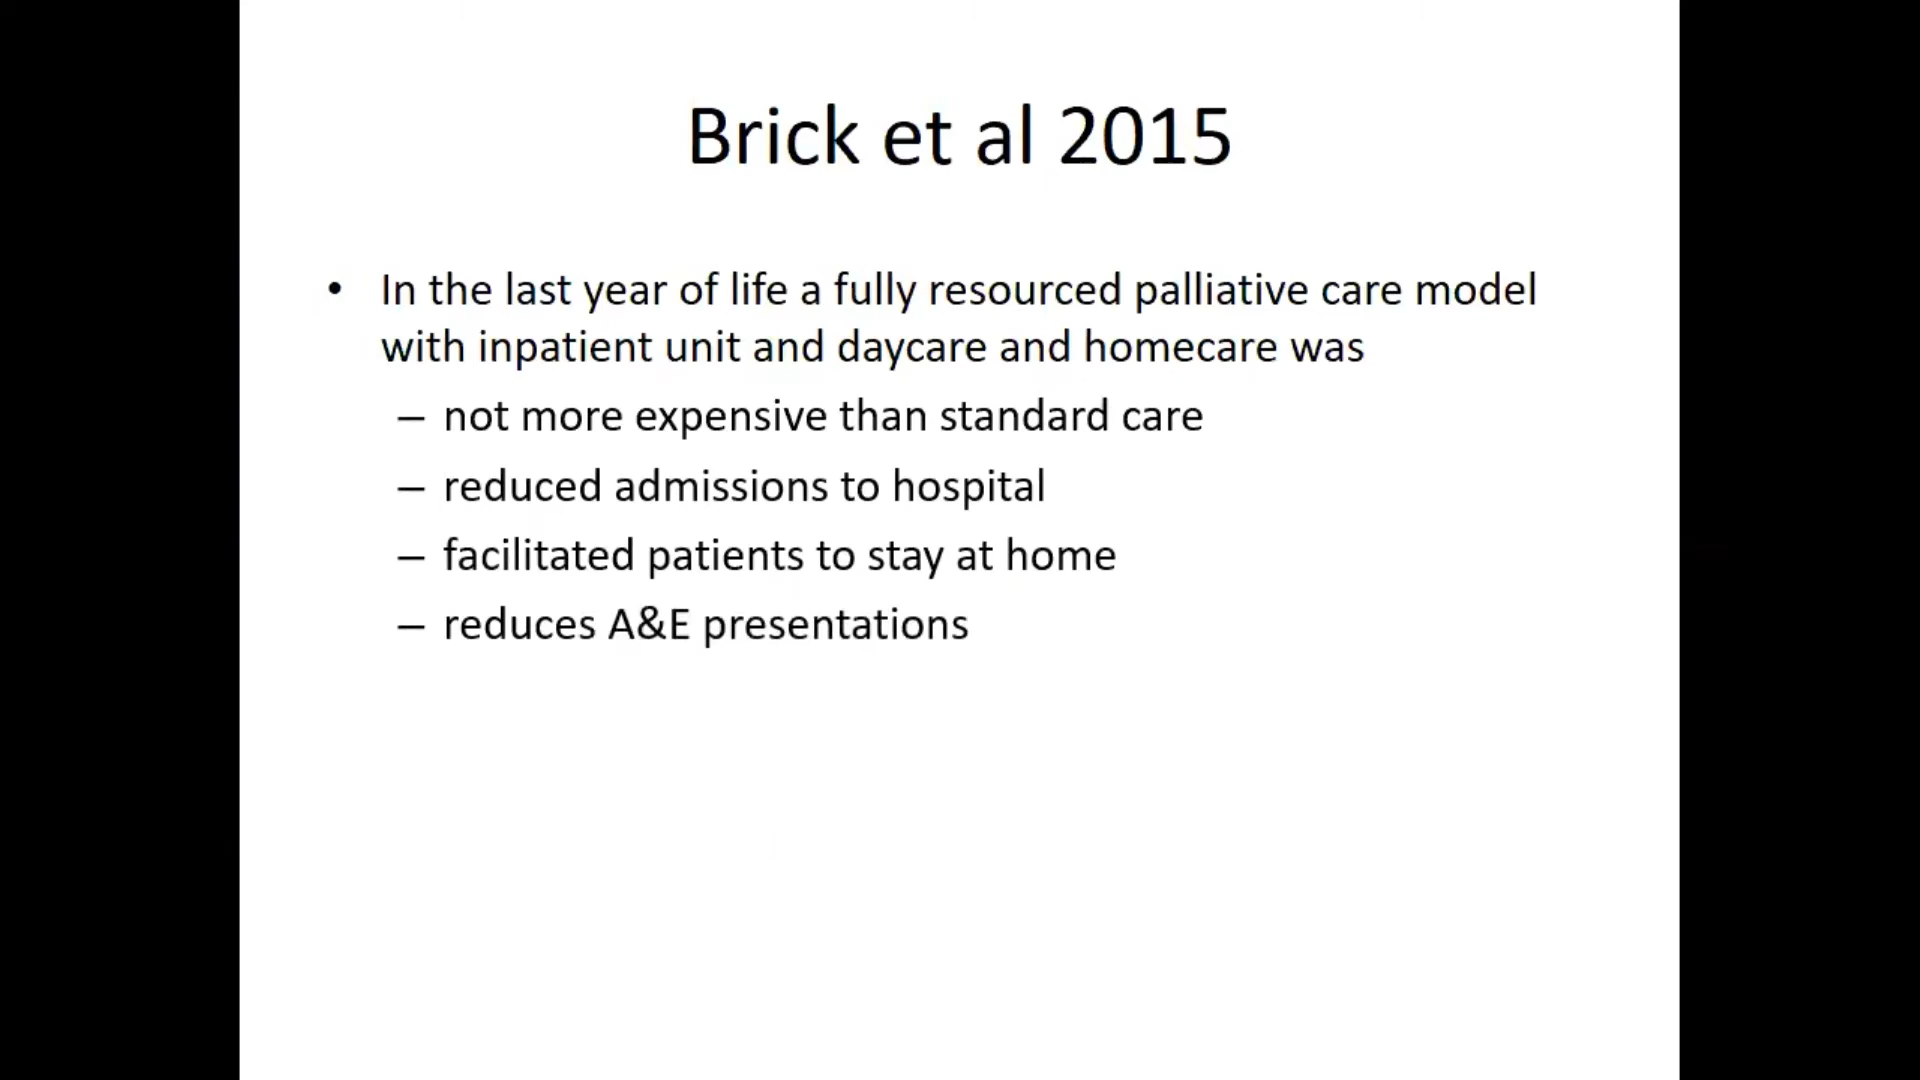 Brick et al 2015
• In the last year of life a fully resourced palliative care model
with inpatient unit and daycare and homecare was
– not more expensive than standard care
– reduced admissions to hospital
– facilitated patients to stay at home
– reduces A&E presentations